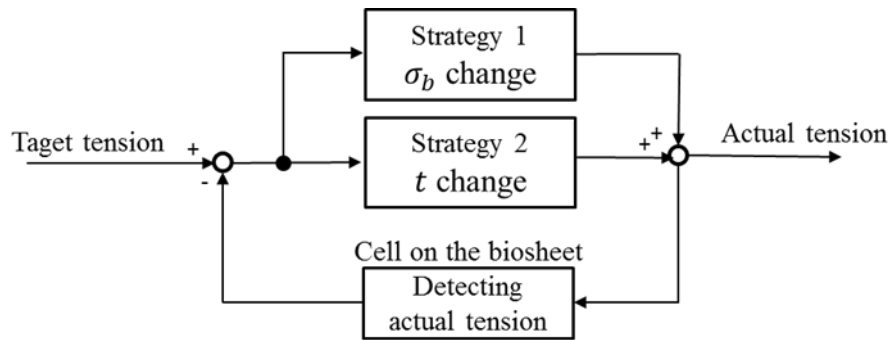 Strategy 1
σ_b change
Taget tension
+
-
Strategy 2
t change
+
+
Actual tension
Cell on the biosheet
Detecting
actual tension